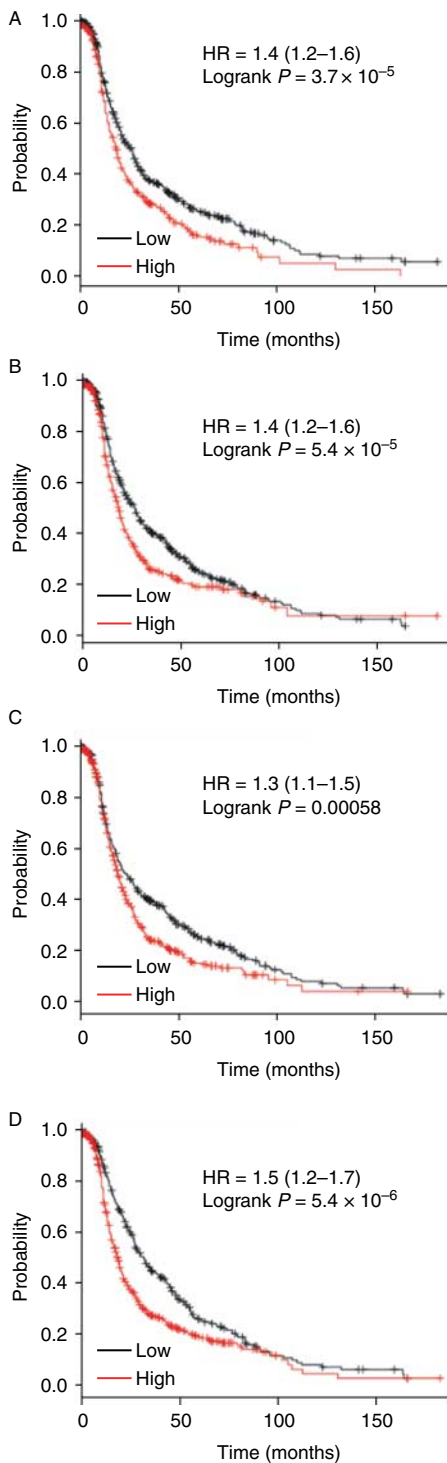 A
HR = 1.4 (1.2–1.6)
Logrank P = 3.7 × 10⁻⁵
Probability
1.0
0.8
0.6
0.4
0.2
0.0
Low
High
0 50 100 150
Time (months)
B
HR = 1.4 (1.2–1.6)
Logrank P = 5.4 × 10⁻⁵
Probability
1.0
0.8
0.6
0.4
0.2
0.0
Low
High
0 50 100 150
Time (months)
C
HR = 1.3 (1.1–1.5)
Logrank P = 0.00058
Probability
1.0
0.8
0.6
0.4
0.2
0.0
Low
High
0 50 100 150
Time (months)
D
HR = 1.5 (1.2–1.7)
Logrank P = 5.4 × 10⁻⁶
Probability
1.0
0.8
0.6
0.4
0.2
0.0
Low
High
0 50 100 150
Time (months)